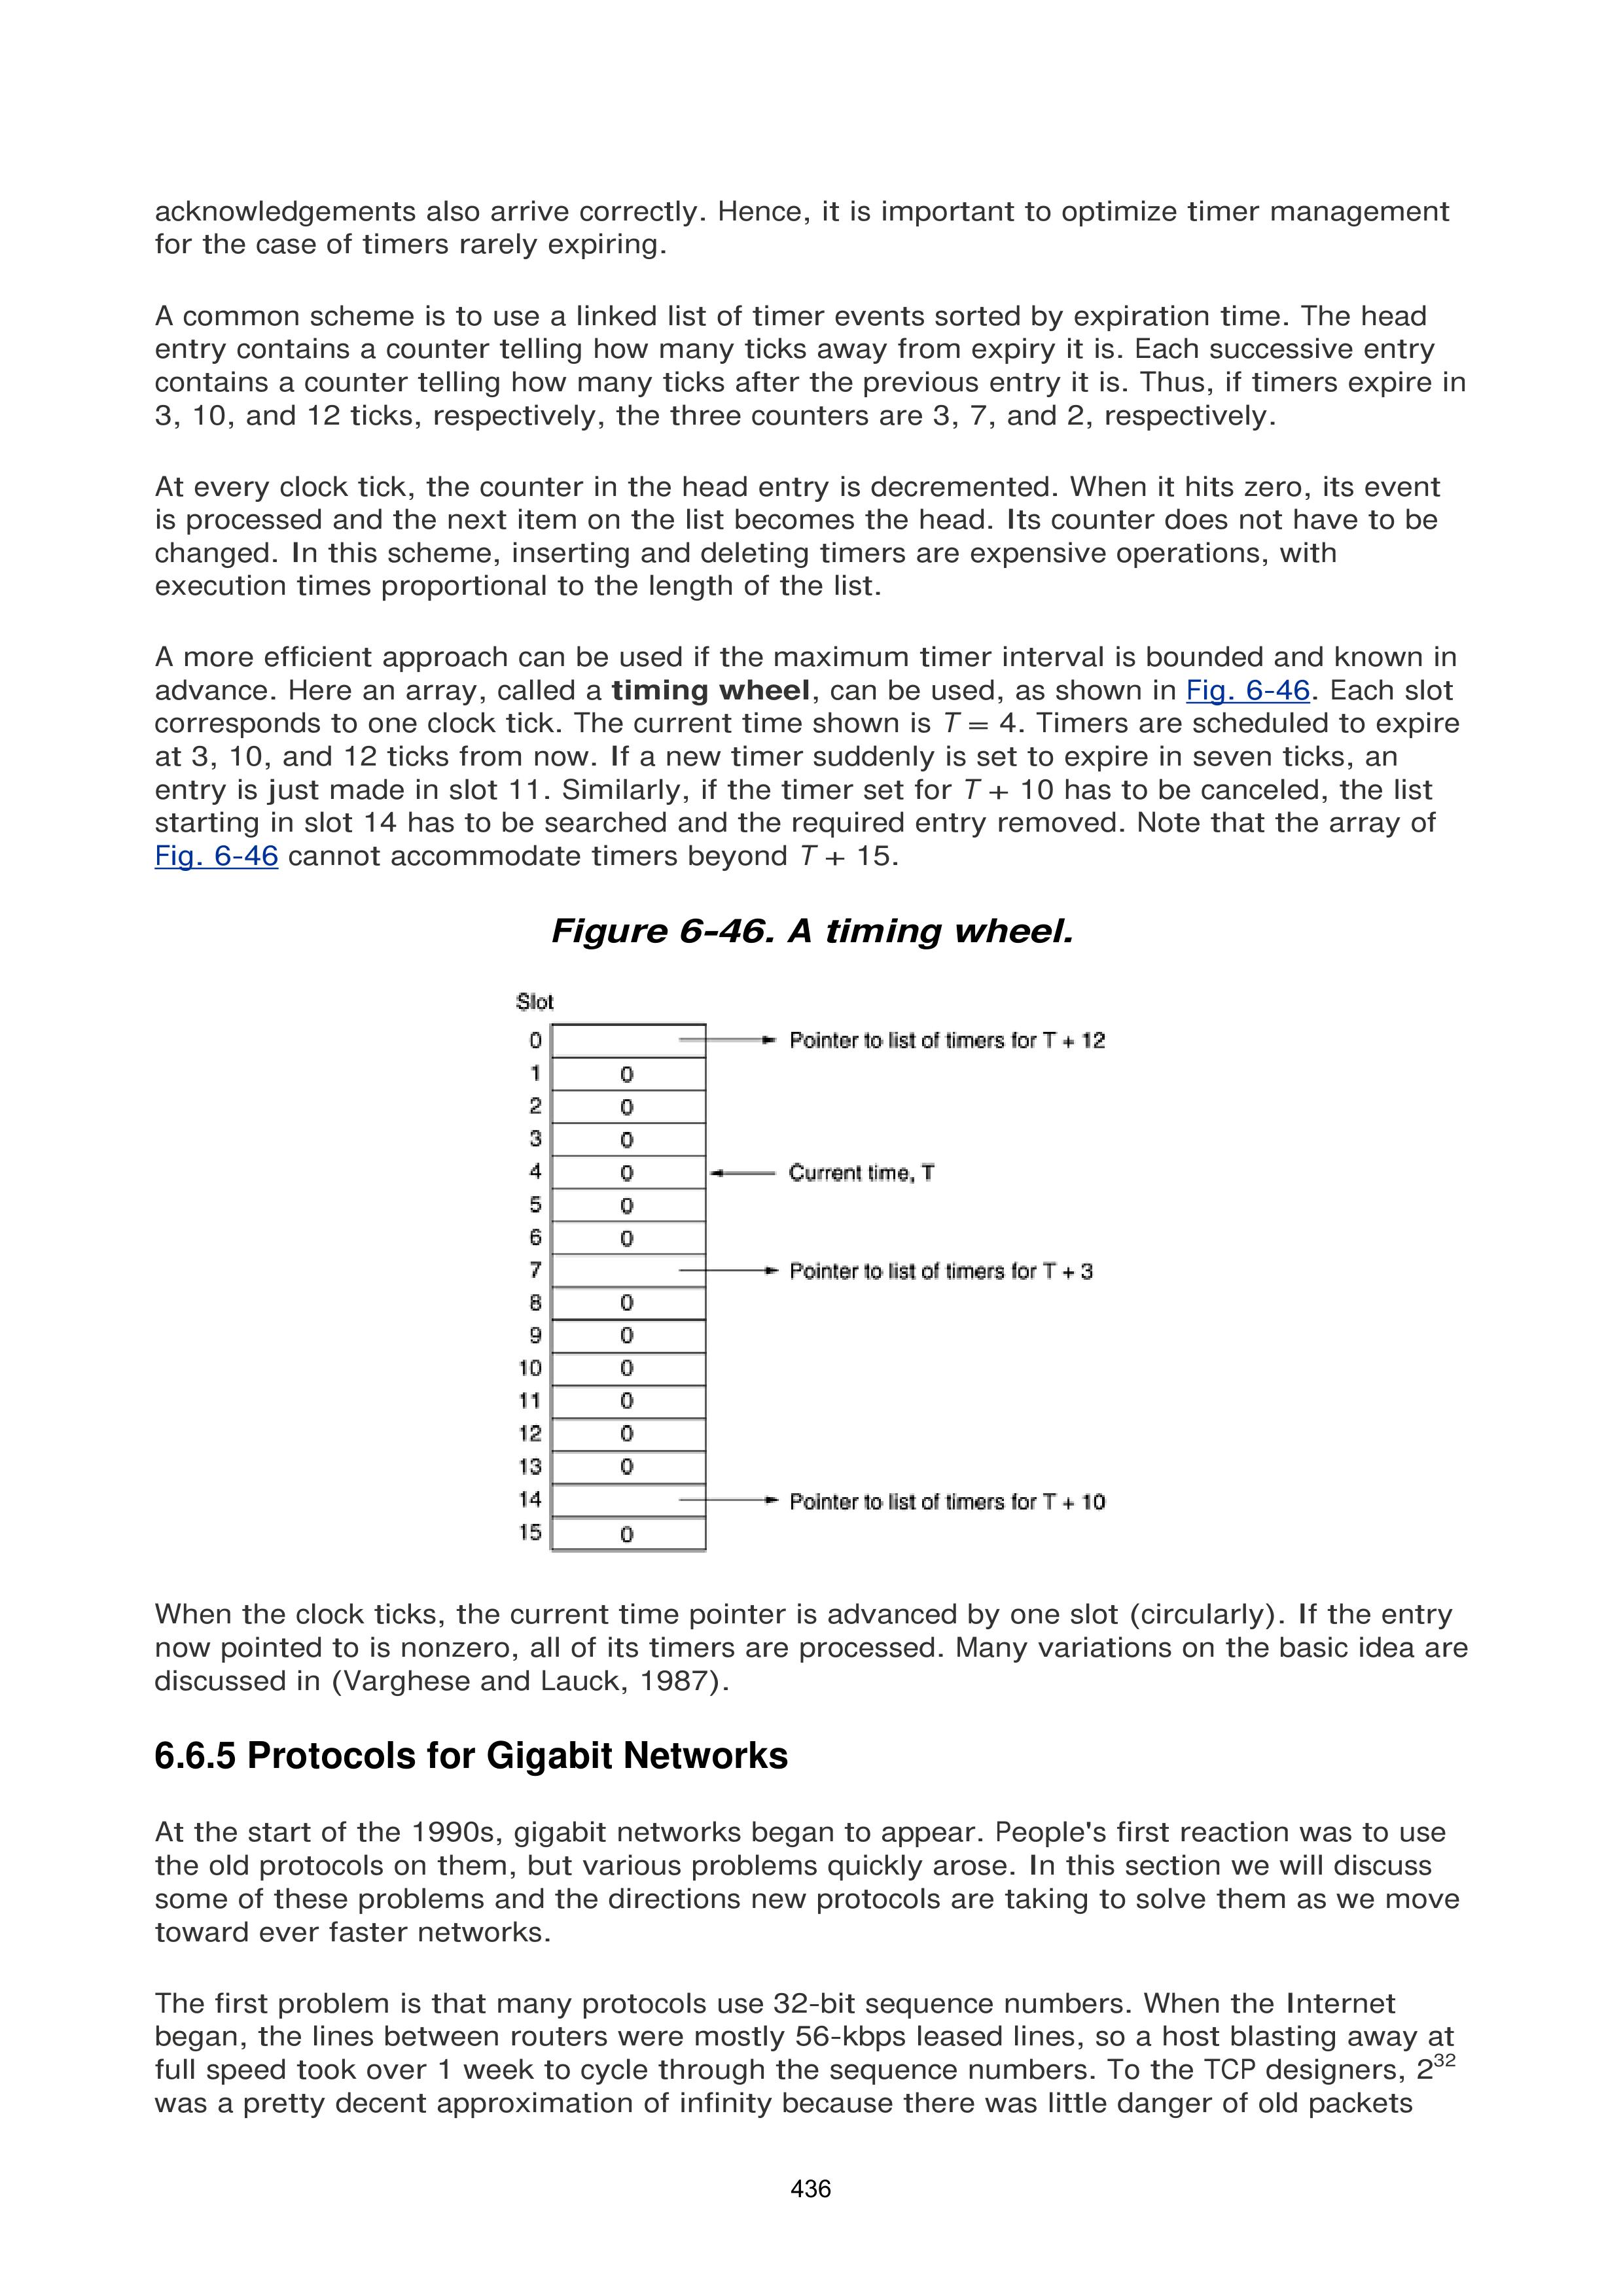 acknowledgements also arrive correctly. Hence, it is important to optimize timer management
for the case of timers rarely expiring.
A common scheme is to use a linked list of timer events sorted by expiration time. The head
entry contains a counter telling how many ticks away from expiry it is. Each successive entry
contains a counter telling how many ticks after the previous entry it is. Thus, if timers expire in
3, 10, and 12 ticks, respectively, the three counters are 3, 7, and 2, respectively.
At every clock tick, the counter in the head entry is decremented. When it hits zero, its event
is processed and the next item on the list becomes the head. Its counter does not have to be
changed. In this scheme, inserting and deleting timers are expensive operations, with
execution times proportional to the length of the list.
A more efficient approach can be used if the maximum timer interval is bounded and known in
advance. Here an array, called a timing wheel, can be used, as shown in Fig. 6-46. Each slot
corresponds to one clock tick. The current time shown is T = 4. Timers are scheduled to expire
at 3, 10, and 12 ticks from now. If a new timer suddenly is set to expire in seven ticks, an
entry is just made in slot 11. Similarly, if the timer set for T + 10 has to be canceled, the list
starting in slot 14 has to be searched and the required entry removed. Note that the array of
Fig. 6-46 cannot accommodate timers beyond T + 15.
Figure 6-46. A timing wheel.
Slot
0 Pointer to list of timers for T + 12
1 0
2 0
3 0
4 0 Current time, T
5 0
6 0
7 Pointer to list of timers for T + 3
8 0
9 0
10 0
11 0
12 0
13 0
14 Pointer to list of timers for T + 10
15 0
When the clock ticks, the current time pointer is advanced by one slot (circularly). If the entry
now pointed to is nonzero, all of its timers are processed. Many variations on the basic idea are
discussed in (Varghese and Lauck, 1987).
6.6.5 Protocols for Gigabit Networks
At the start of the 1990s, gigabit networks began to appear. People's first reaction was to use
the old protocols on them, but various problems quickly arose. In this section we will discuss
some of these problems and the directions new protocols are taking to solve them as we move
toward ever faster networks.
The first problem is that many protocols use 32-bit sequence numbers. When the Internet
began, the lines between routers were mostly 56-kbps leased lines, so a host blasting away at
full speed took over 1 week to cycle through the sequence numbers. To the TCP designers, 2³²
was a pretty decent approximation of infinity because there was little danger of old packets
436